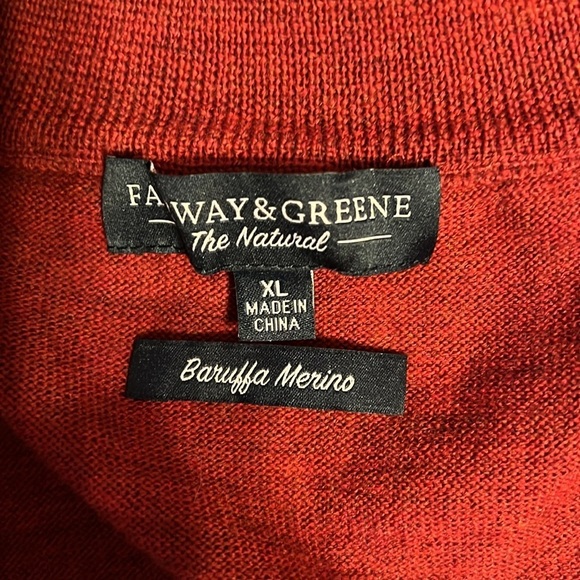 FA WAY & GREENE
The Natural
XL
MADE IN
CHINA
Baruffa Merino